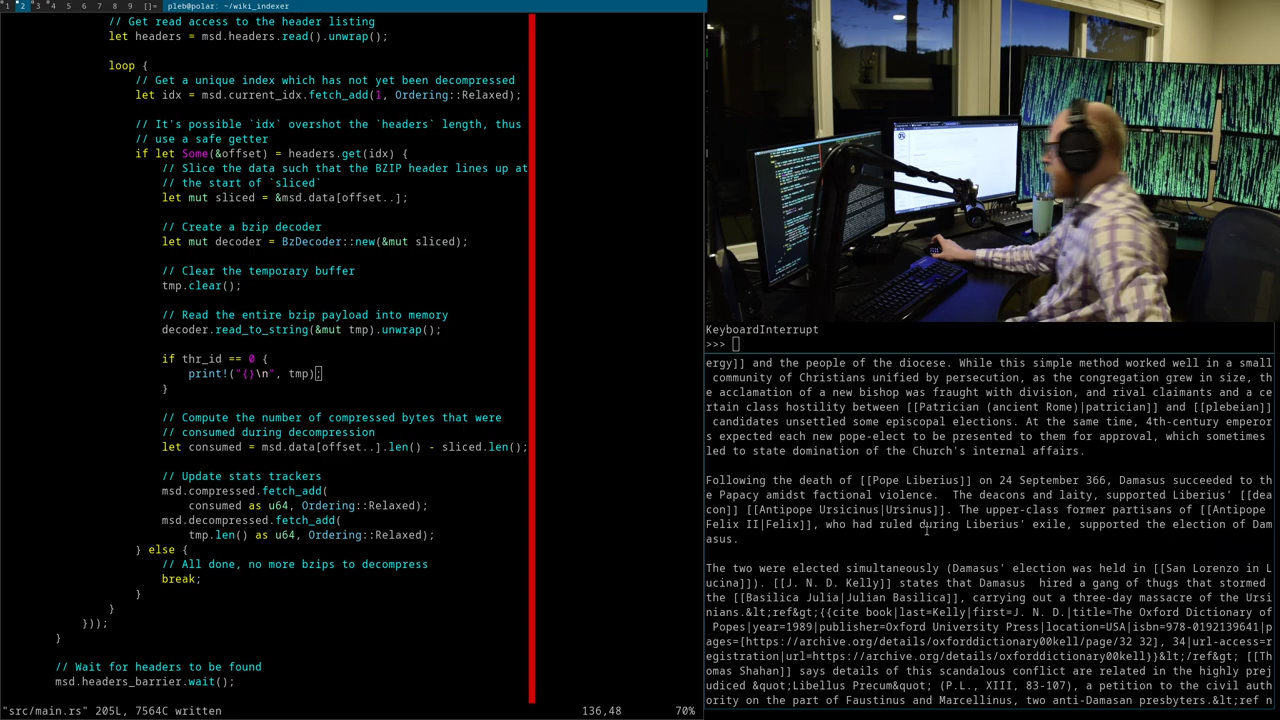 1 2 3 4 5 6 7 8 9 []= pleb@polar: ~/wiki_indexer
// Get read access to the header listing
let headers = msd.headers.read().unwrap();
loop {
// Get a unique index which has not yet been decompressed
let idx = msd.current_idx.fetch_add(1, Ordering::Relaxed);
// It's possible `idx` overshot the `headers` length, thus
// use a safe getter
if let Some(&offset) = headers.get(idx) {
// Slice the data such that the BZIP header lines up at
// the start of `sliced`
let mut sliced = &msd.data[offset..];
// Create a bzip decoder
let mut decoder = BzDecoder::new(&mut sliced);
// Clear the temporary buffer
tmp.clear();
// Read the entire bzip payload into memory
decoder.read_to_string(&mut tmp).unwrap();
if thr_id == 0 {
print!("{}\n", tmp);
}
// Compute the number of compressed bytes that were
// consumed during decompression
let consumed = msd.data[offset..].len() - sliced.len();
// Update stats trackers
msd.compressed.fetch_add(
consumed as u64, Ordering::Relaxed);
msd.decompressed.fetch_add(
tmp.len() as u64, Ordering::Relaxed);
} else {
// All done, no more bzips to decompress
break;
}
}
}));
}
// Wait for headers to be found
msd.headers_barrier.wait();
"src/main.rs" 205L, 7564C written 136,48 70%
KeyboardInterrupt
>>>
ergy]] and the people of the diocese. While this simple method worked well in a small
community of Christians unified by persecution, as the congregation grew in size, th
e acclamation of a new bishop was fraught with division, and rival claimants and a ce
rtain class hostility between [[Patrician (ancient Rome)|patrician]] and [[plebeian]]
candidates unsettled some episcopal elections. At the same time, 4th-century emperor
s expected each new pope-elect to be presented to them for approval, which sometimes
led to state domination of the Church's internal affairs.
Following the death of [[Pope Liberius]] on 24 September 366, Damasus succeeded to th
e Papacy amidst factional violence.  The deacons and laity, supported Liberius' [[dea
con]] [[Antipope Ursicinus|Ursinus]]. The upper-class former partisans of [[Antipope
Felix II|Felix]], who had ruled during Liberius' exile, supported the election of Dam
asus.
The two were elected simultaneously (Damasus' election was held in [[San Lorenzo in L
ucina]]). [[J. N. D. Kelly]] states that Damasus  hired a gang of thugs that stormed
the [[Basilica Julia|Julian Basilica]], carrying out a three-day massacre of the Ursi
nians.&lt;ref&gt;{{cite book|last=Kelly|first=J. N. D.|title=The Oxford Dictionary of
Popes|year=1989|publisher=Oxford University Press|location=USA|isbn=978-0192139641|p
ages=[https://archive.org/details/oxforddictionary00kell/page/32 32], 34|url-access=r
egistration|url=https://archive.org/details/oxforddictionary00kell}}&lt;/ref&gt; [[Th
omas Shahan]] says details of this scandalous conflict are related in the highly prej
udiced &quot;Libellus Precum&quot; (P.L., XIII, 83-107), a petition to the civil auth
ority on the part of Faustinus and Marcellinus, two anti-Damasan presbyters.&lt;ref n